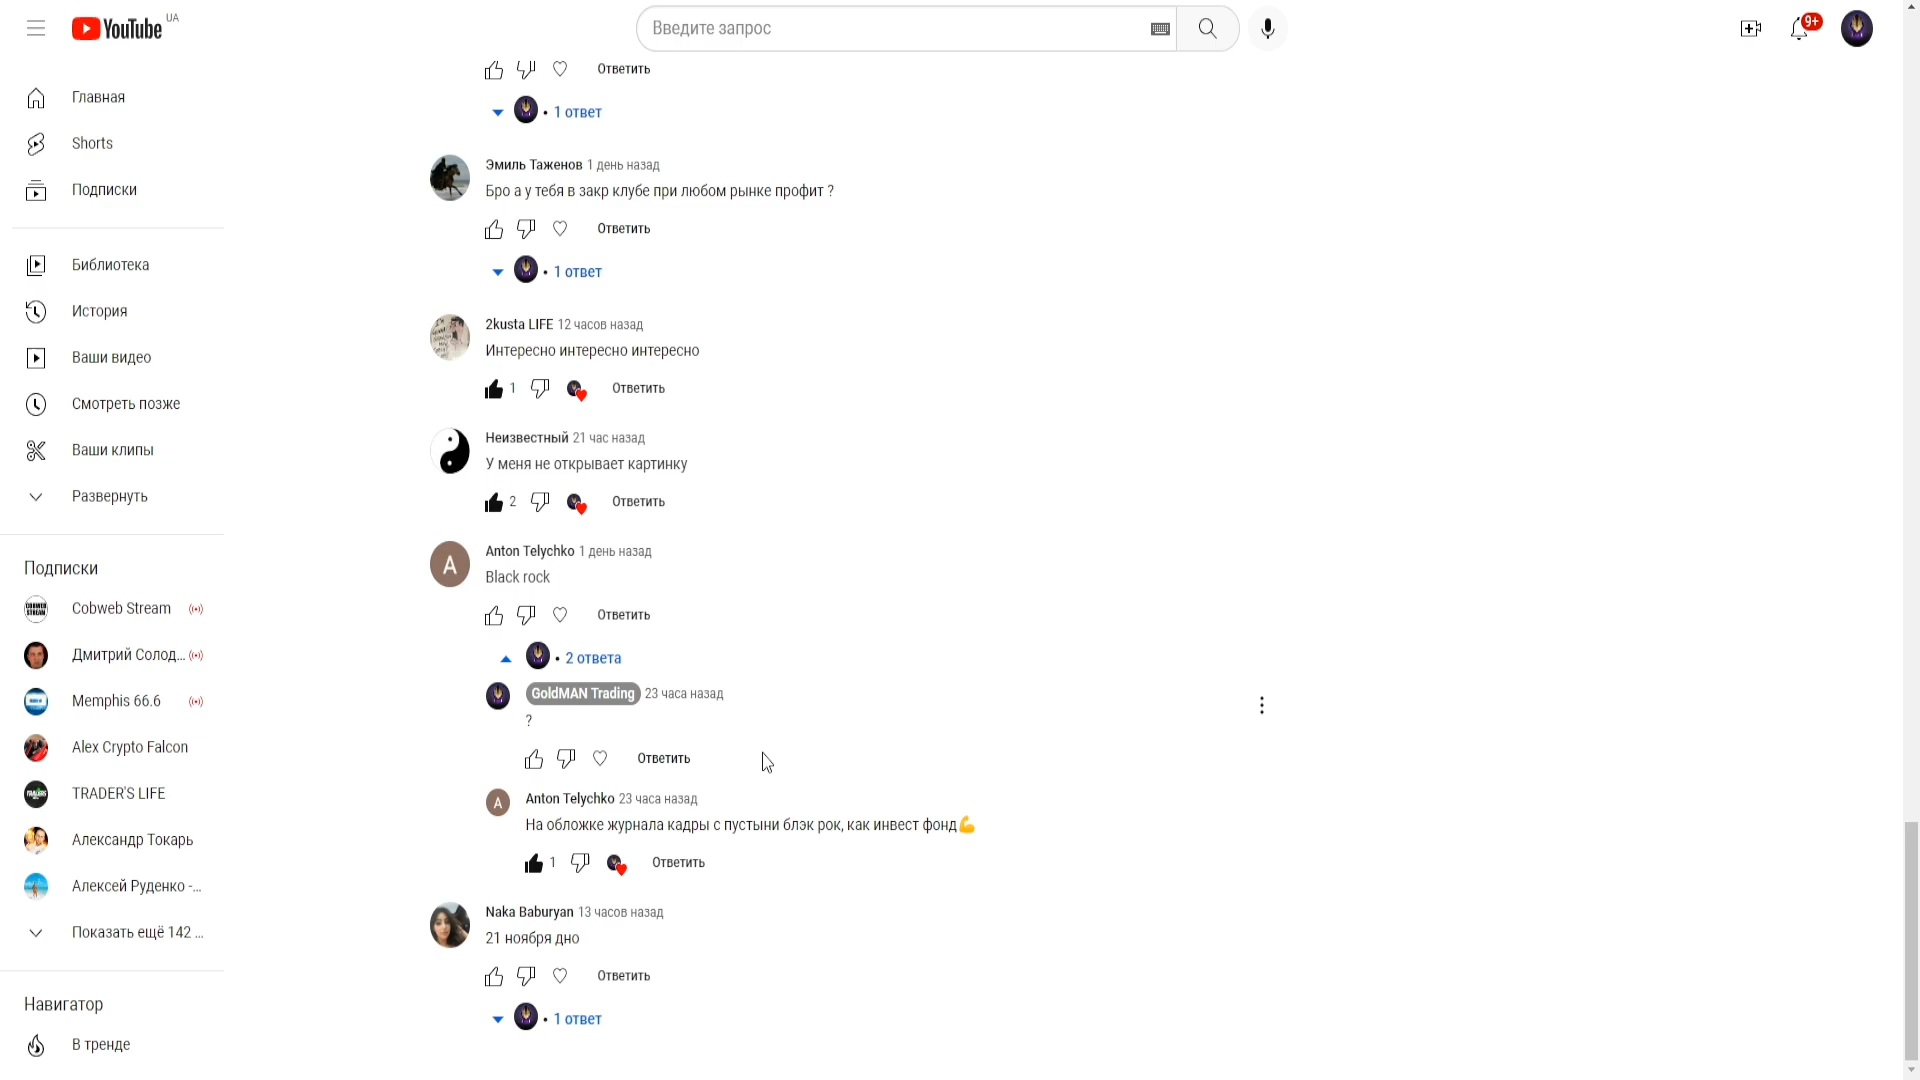 YouTube UA
Введите запрос
9+
Главная
Shorts
Подписки
Библиотека
История
Ваши видео
Смотреть позже
Ваши клипы
Развернуть
Подписки
Cobweb Stream
Дмитрий Солод...
Memphis 66.6
Alex Crypto Falcon
TRADER'S LIFE
Александр Токарь
Алексей Руденко -...
Показать ещё 142 ...
Навигатор
В тренде
Ответить
• 1 ответ
Эмиль Таженов 1 день назад
Бро а у тебя в закр клубе при любом рынке профит ?
Ответить
• 1 ответ
2kusta LIFE 12 часов назад
Интересно интересно интересно
1 Ответить
Неизвестный 21 час назад
У меня не открывает картинку
2 Ответить
A
Anton Telychko 1 день назад
Black rock
Ответить
• 2 ответа
GoldMAN Trading 23 часа назад
?
Ответить
A
Anton Telychko 23 часа назад
На обложке журнала кадры с пустыни блэк рок, как инвест фонд💪
1 Ответить
Naka Baburyan 13 часов назад
21 ноября дно
Ответить
• 1 ответ